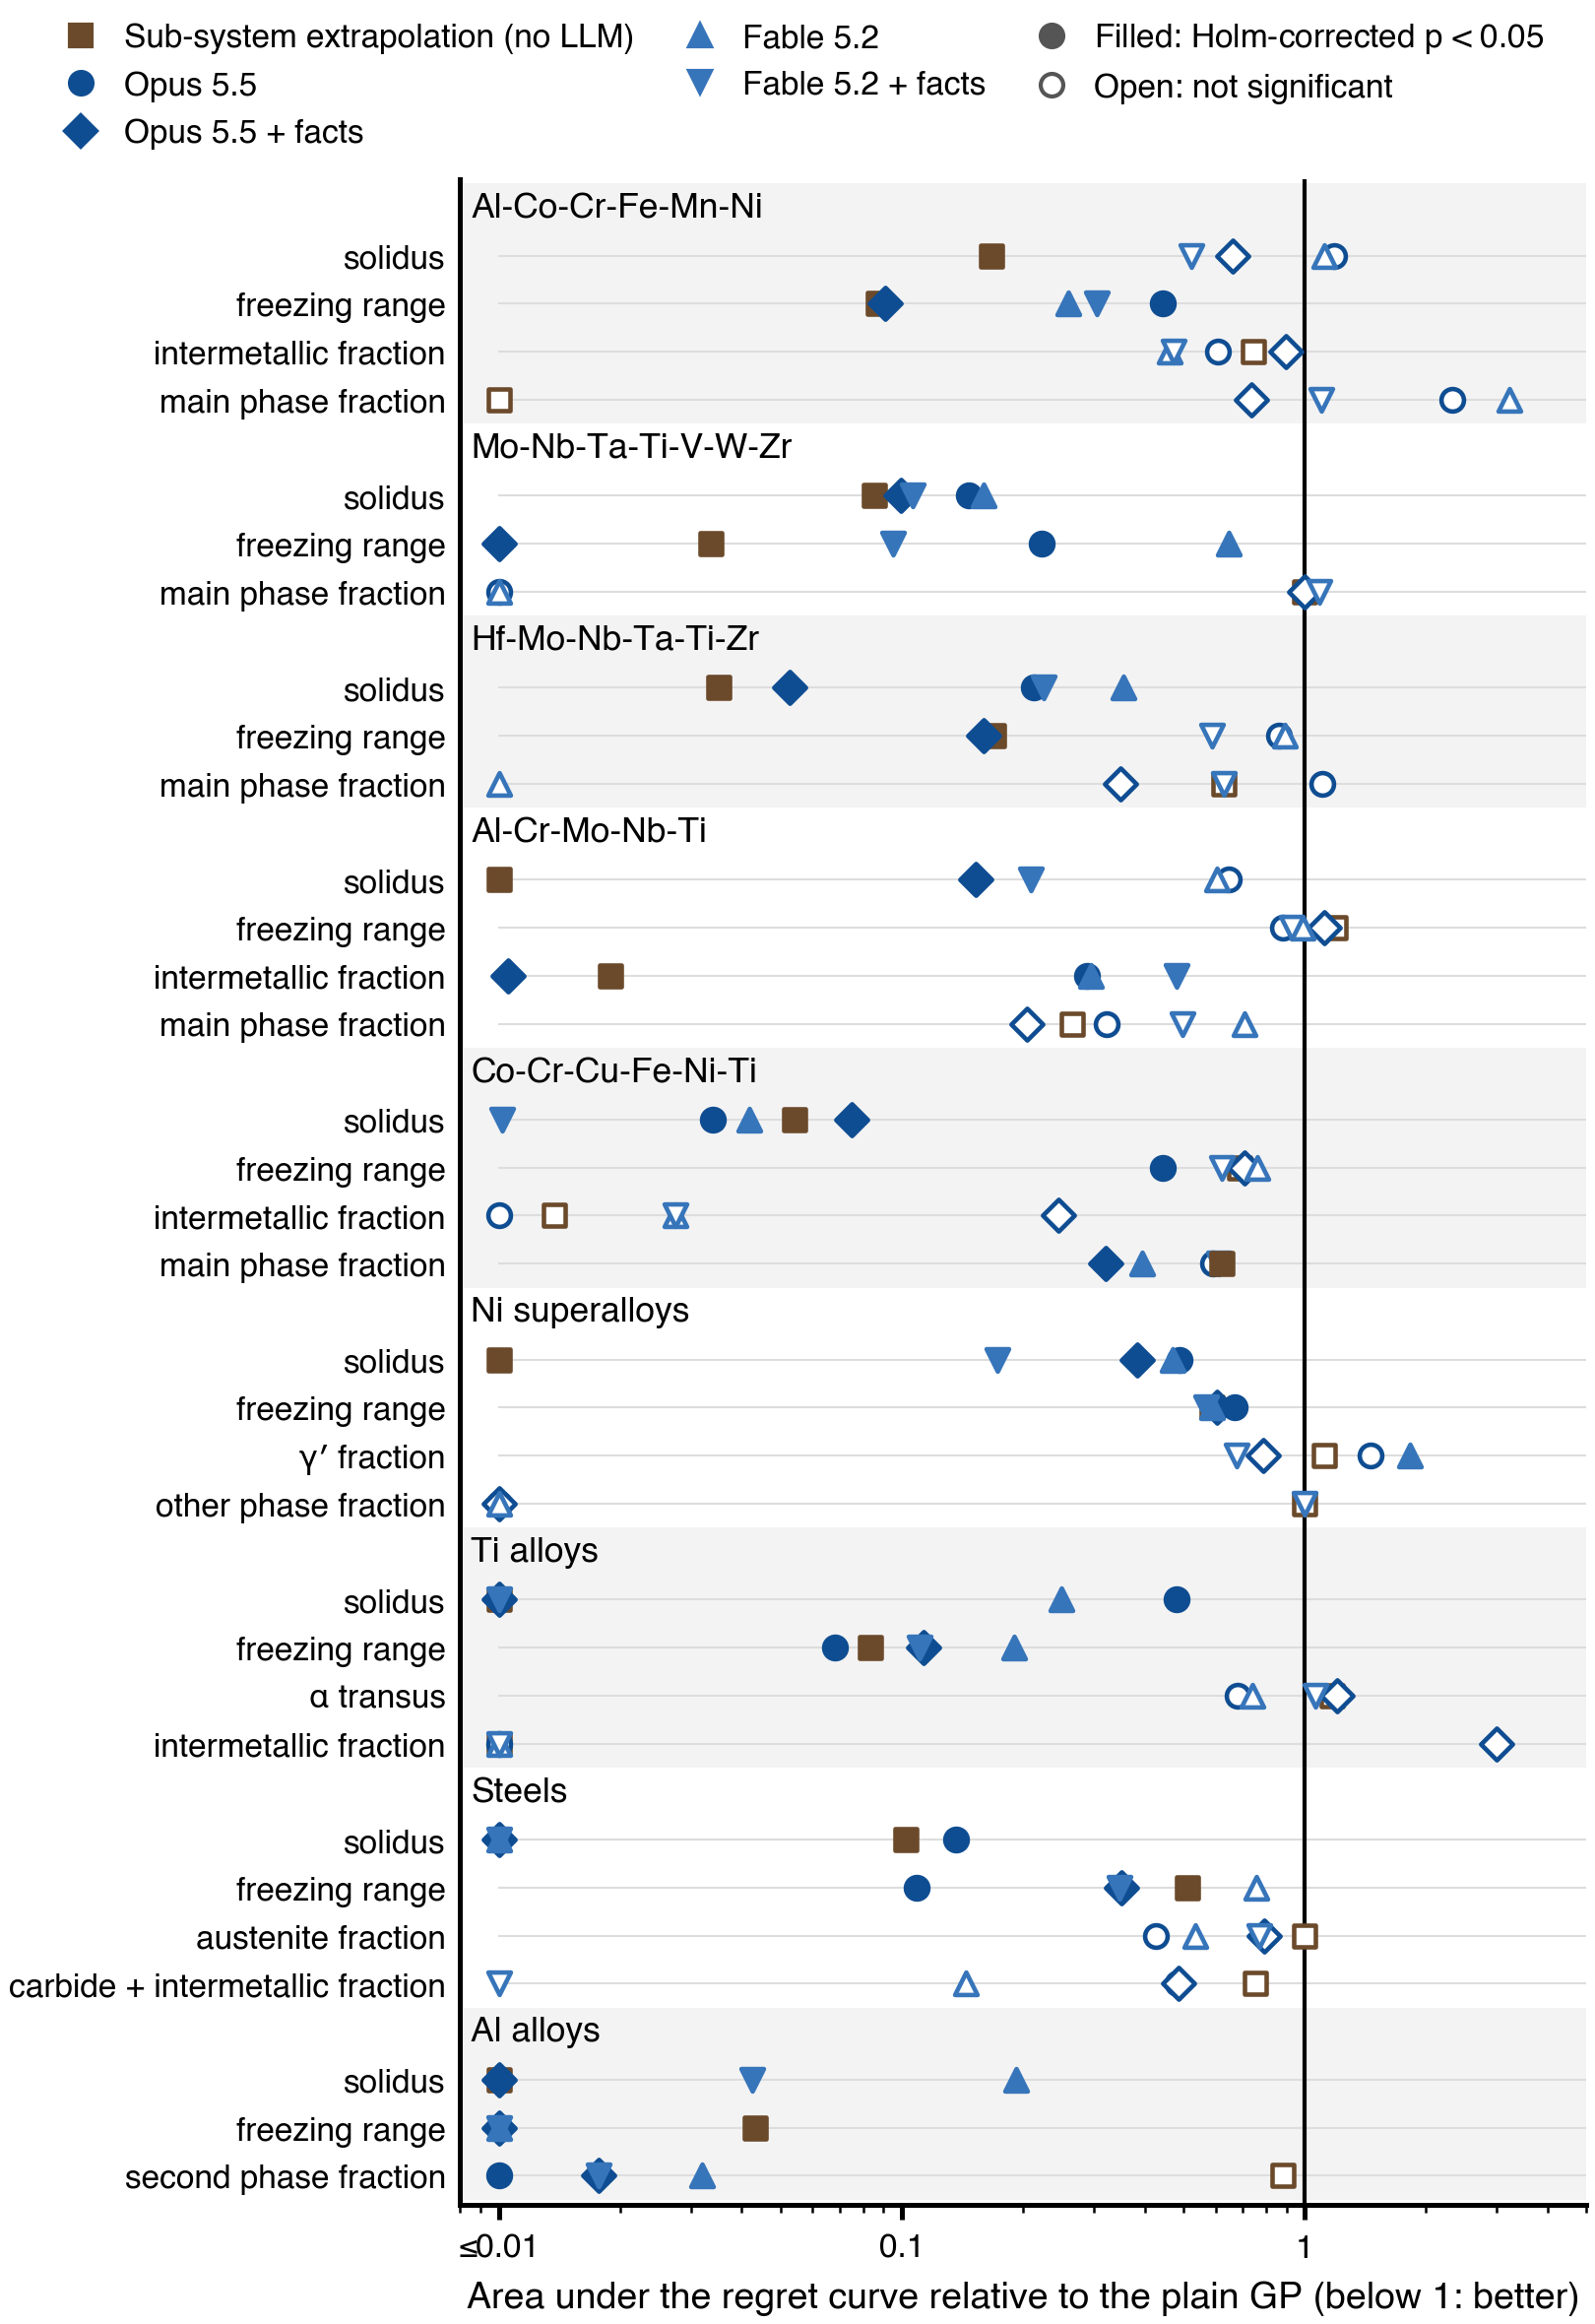 Sub-system extrapolation (no LLM)
Opus 5.5
Opus 5.5 + facts
Fable 5.2
Fable 5.2 + facts
Filled: Holm-corrected p < 0.05
Open: not significant
Al-Co-Cr-Fe-Mn-Ni
solidus
freezing range
intermetallic fraction
main phase fraction
Mo-Nb-Ta-Ti-V-W-Zr
solidus
freezing range
main phase fraction
Hf-Mo-Nb-Ta-Ti-Zr
solidus
freezing range
main phase fraction
Al-Cr-Mo-Nb-Ti
solidus
freezing range
intermetallic fraction
main phase fraction
Co-Cr-Cu-Fe-Ni-Ti
solidus
freezing range
intermetallic fraction
main phase fraction
Ni superalloys
solidus
freezing range
γ′ fraction
other phase fraction
Ti alloys
solidus
freezing range
α transus
intermetallic fraction
Steels
solidus
freezing range
austenite fraction
carbide + intermetallic fraction
Al alloys
solidus
freezing range
second phase fraction
≤0.01 0.1 1
Area under the regret curve relative to the plain GP (below 1: better)